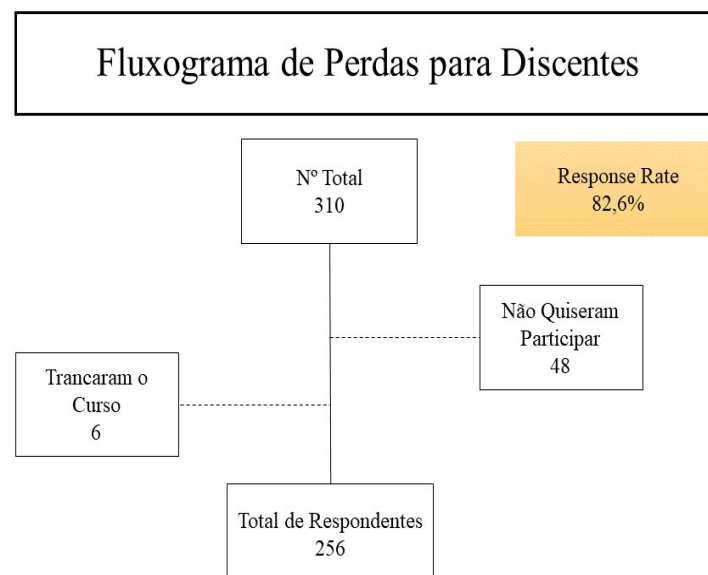 Fluxograma de Perdas para Discentes
Nº Total
310
Response Rate
82,6%
Não Quiseram
Participar
48
Trancaram o
Curso
6
Total de Respondentes
256